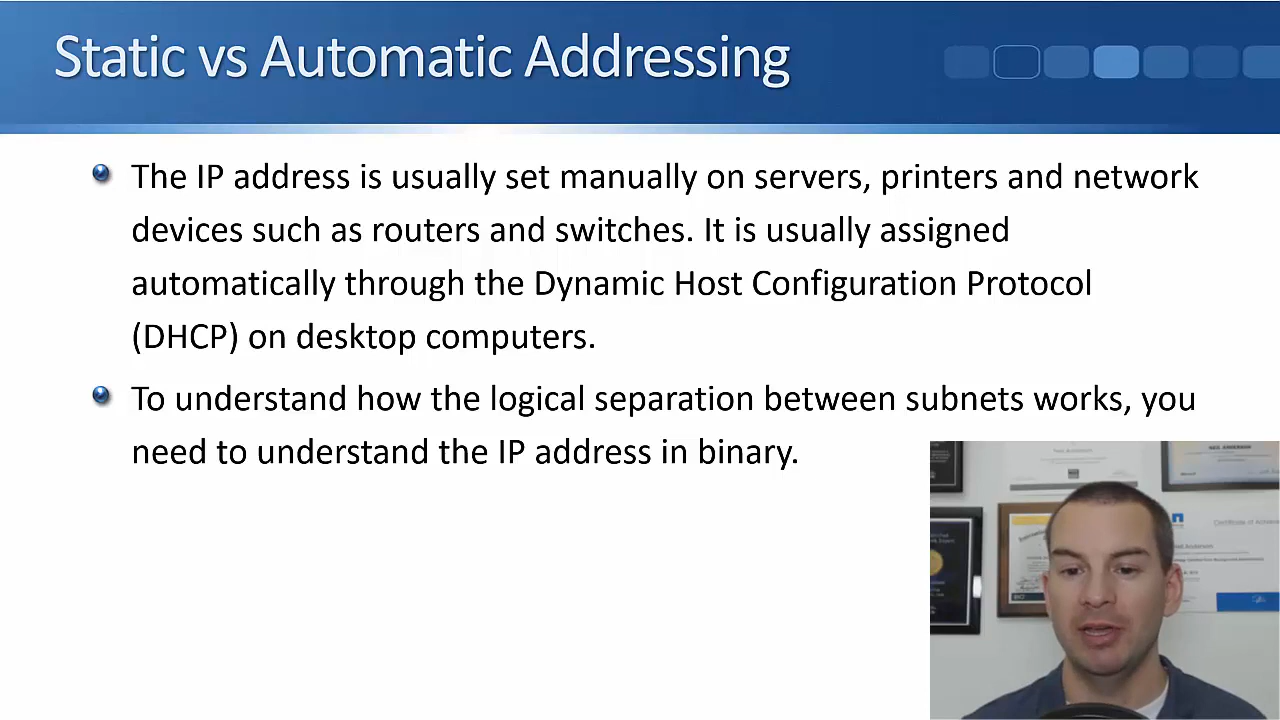 Static vs Automatic Addressing
The IP address is usually set manually on servers, printers and network
devices such as routers and switches. It is usually assigned
automatically through the Dynamic Host Configuration Protocol
(DHCP) on desktop computers.
To understand how the logical separation between subnets works, you
need to understand the IP address in binary.